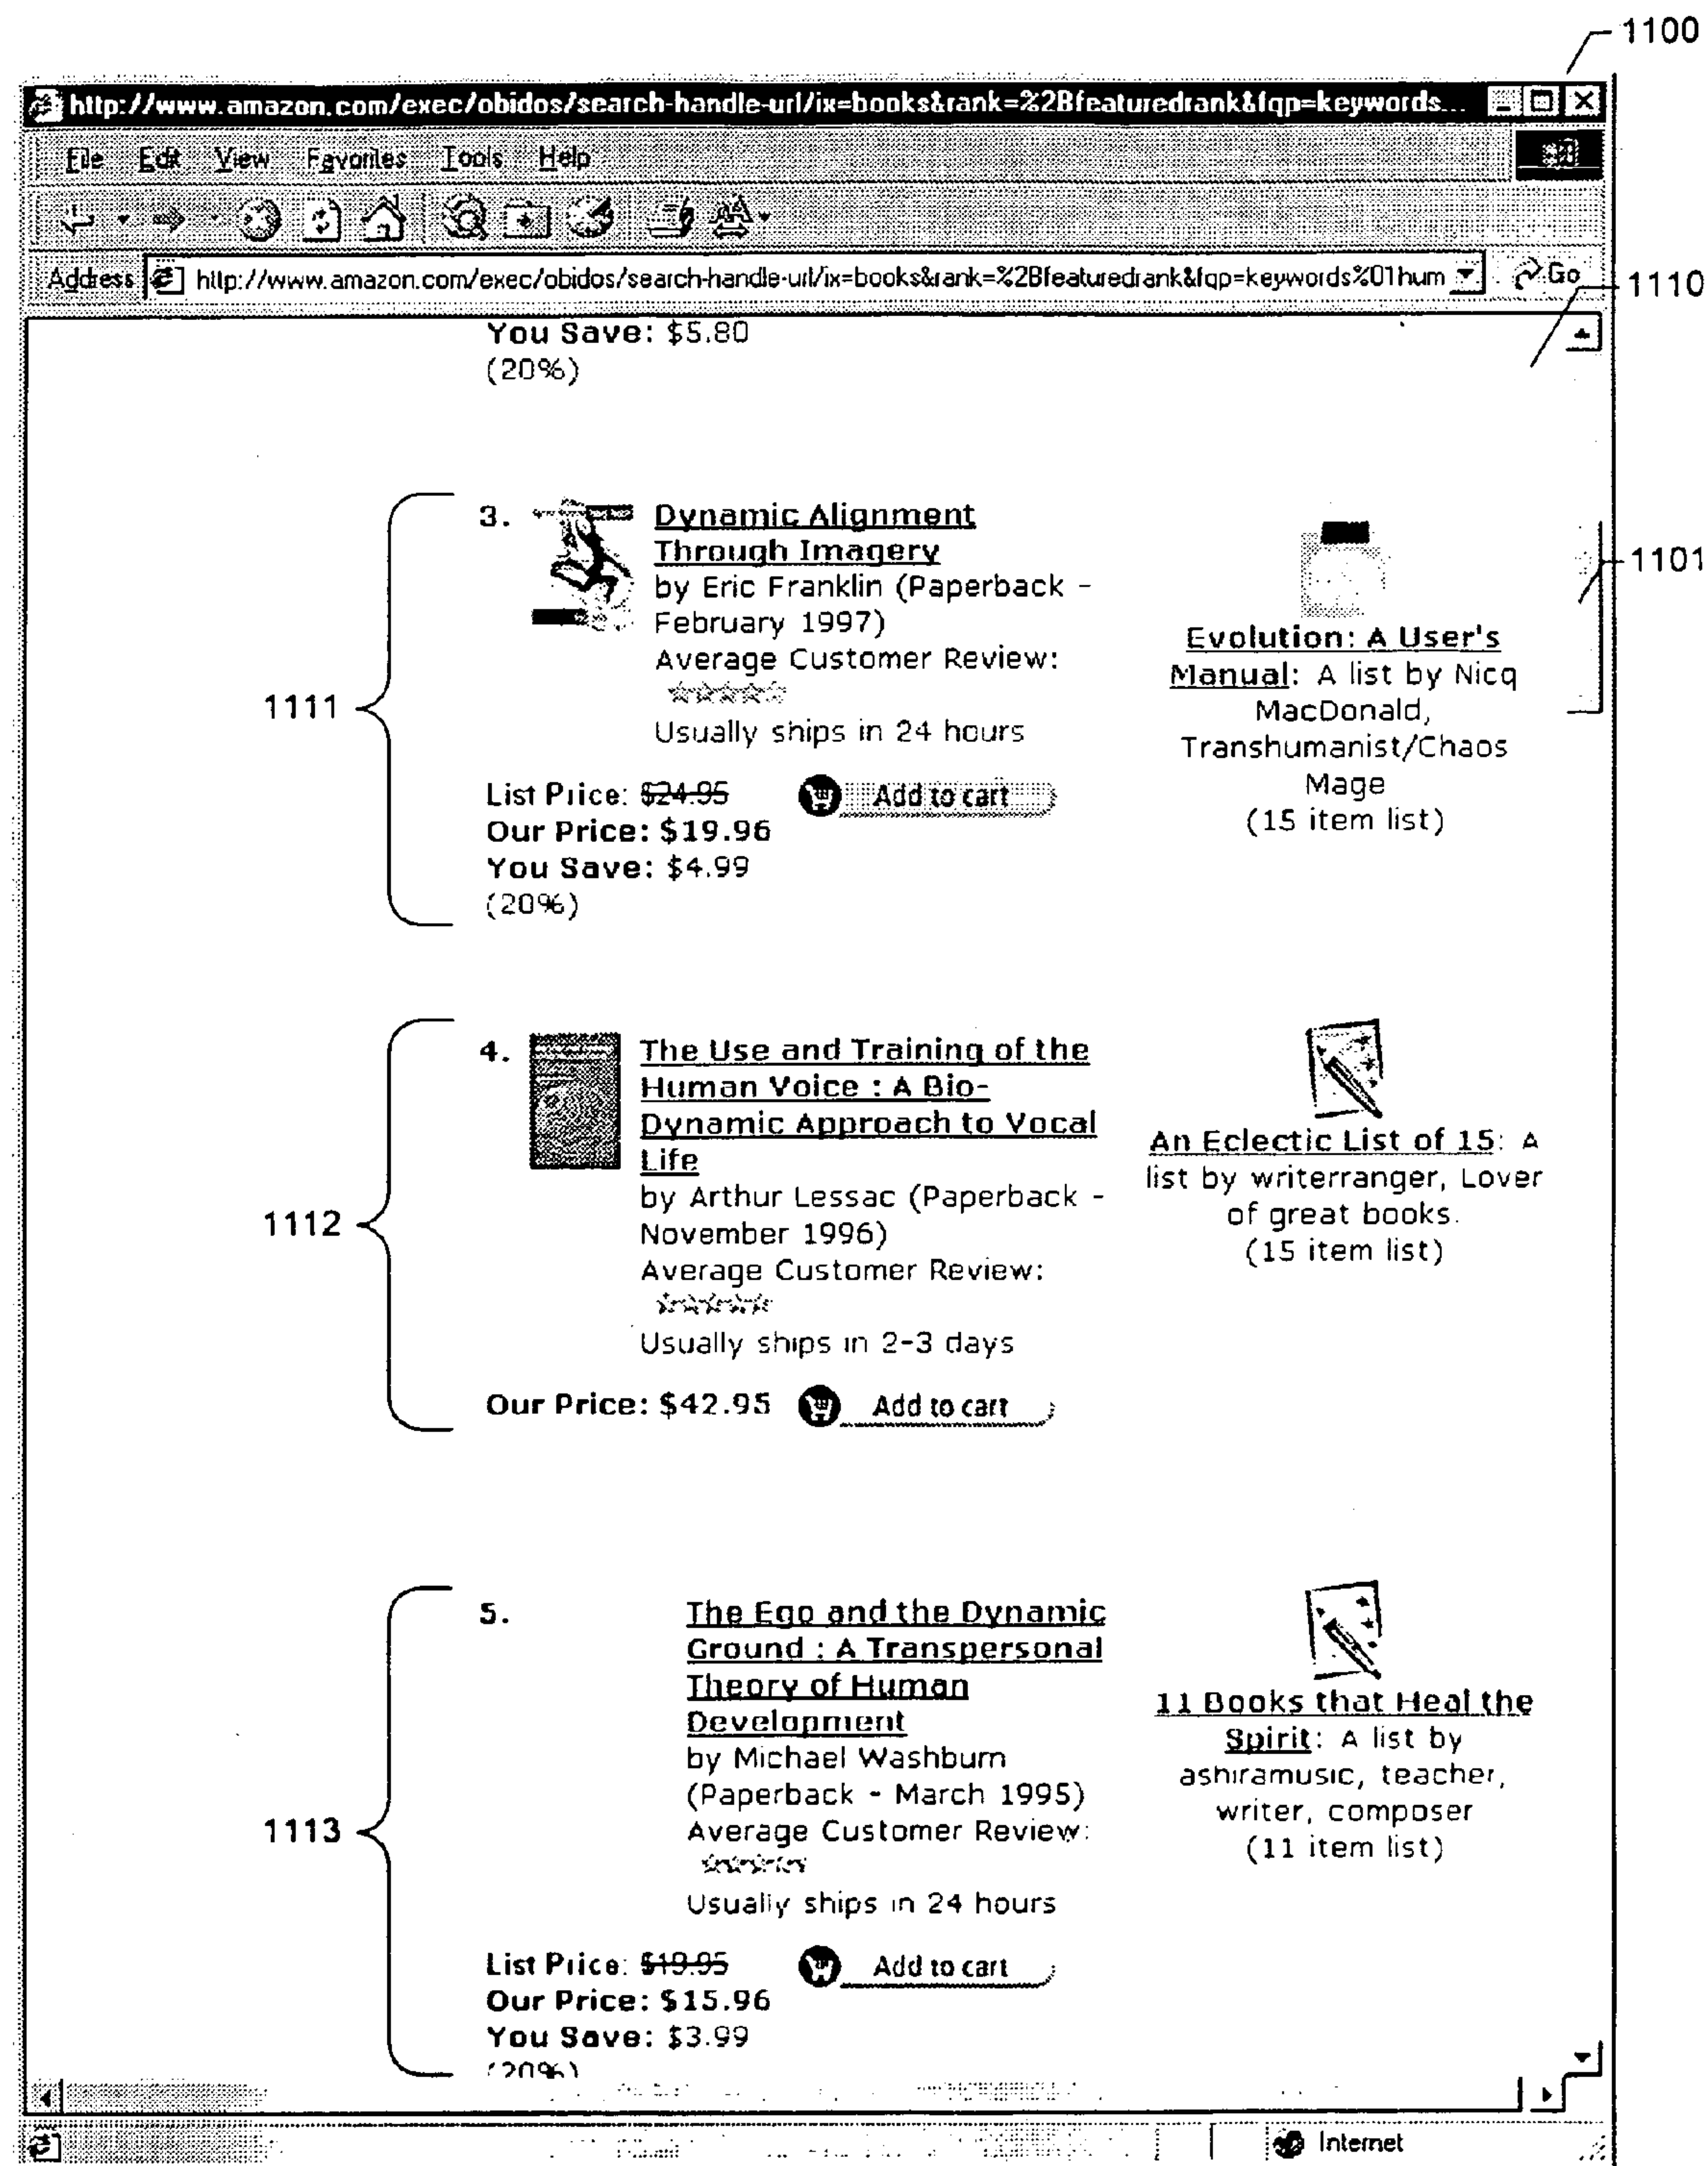 1100
http://www.amazon.com/exec/obidos/search-handle-url/ix=books&rank=%2Bfeaturedrank&fqp=keywords...
File Edit View Favorites Tools Help
Address http://www.amazon.com/exec/obidos/search-handle-url/ix=books&rank=%2Bfeaturedrank&fqp=keywords%01hum Go
1110
You Save: $5.80
(20%)
1101
1111
3. Dynamic Alignment
Through Imagery
by Eric Franklin (Paperback -
February 1997)
Average Customer Review:
Usually ships in 24 hours
List Price: $24.95 Add to cart
Our Price: $19.96
You Save: $4.99
(20%)
Evolution: A User's
Manual: A list by Nicq
MacDonald,
Transhumanist/Chaos
Mage
(15 item list)
1112
4. The Use and Training of the
Human Voice : A Bio-
Dynamic Approach to Vocal
Life
by Arthur Lessac (Paperback -
November 1996)
Average Customer Review:
Usually ships in 2-3 days
Our Price: $42.95 Add to cart
An Eclectic List of 15: A
list by writerranger, Lover
of great books.
(15 item list)
1113
5. The Ego and the Dynamic
Ground : A Transpersonal
Theory of Human
Development
by Michael Washburn
(Paperback - March 1995)
Average Customer Review:
Usually ships in 24 hours
List Price: $19.95 Add to cart
Our Price: $15.96
You Save: $3.99
(20%)
11 Books that Heal the
Spirit: A list by
ashiramusic, teacher,
writer, composer
(11 item list)
Internet